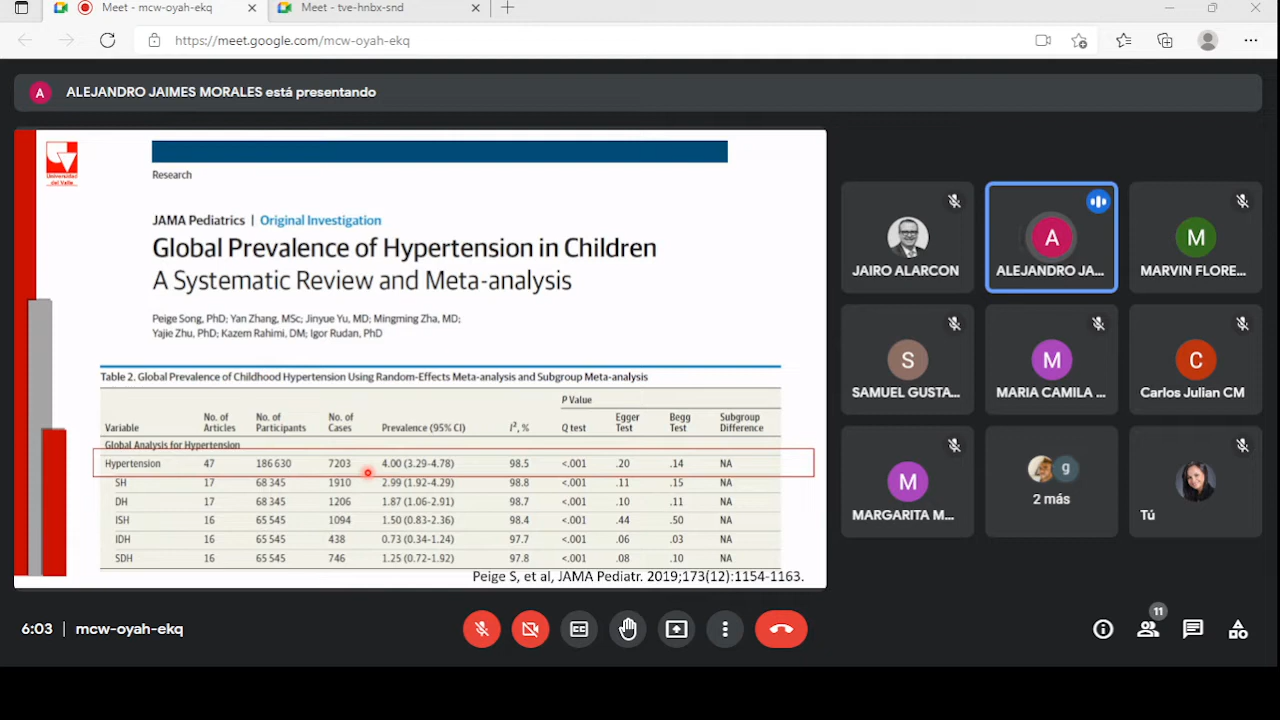 Meet - mcw-oyah-ekq
Meet - tve-hnbx-snd
https://meet.google.com/mcw-oyah-ekq
A ALEJANDRO JAIMES MORALES está presentando
Universidad
del Valle
Research
JAMA Pediatrics | Original Investigation
Global Prevalence of Hypertension in Children
A Systematic Review and Meta-analysis
Peige Song, PhD; Yan Zhang, MSc; Jinyue Yu, MD; Mingming Zha, MD;
Yajie Zhu, PhD; Kazem Rahimi, DM; Igor Rudan, PhD
Table 2. Global Prevalence of Childhood Hypertension Using Random-Effects Meta-analysis and Subgroup Meta-analysis
P Value
Variable No. of Articles No. of Participants No. of Cases Prevalence (95% CI) I², % Q test Egger Test Begg Test Subgroup Difference
Global Analysis for Hypertension
Hypertension 47 186 630 7203 4.00 (3.29-4.78) 98.5 <.001 .20 .14 NA
SH 17 68 345 1910 2.99 (1.92-4.29) 98.8 <.001 .11 .15 NA
DH 17 68 345 1206 1.87 (1.06-2.91) 98.7 <.001 .10 .11 NA
ISH 16 65 545 1094 1.50 (0.83-2.36) 98.4 <.001 .44 .50 NA
IDH 16 65 545 438 0.73 (0.34-1.24) 97.7 <.001 .06 .03 NA
SDH 16 65 545 746 1.25 (0.72-1.92) 97.8 <.001 .08 .10 NA
Peige S, et al, JAMA Pediatr. 2019;173(12):1154-1163.
JAIRO ALARCON
A
ALEJANDRO JA...
M
MARVIN FLORE...
S
SAMUEL GUSTA...
M
MARIA CAMILA ...
C
Carlos Julian CM
M
MARGARITA M...
g
2 más
Tú
6:03 | mcw-oyah-ekq
CC
11